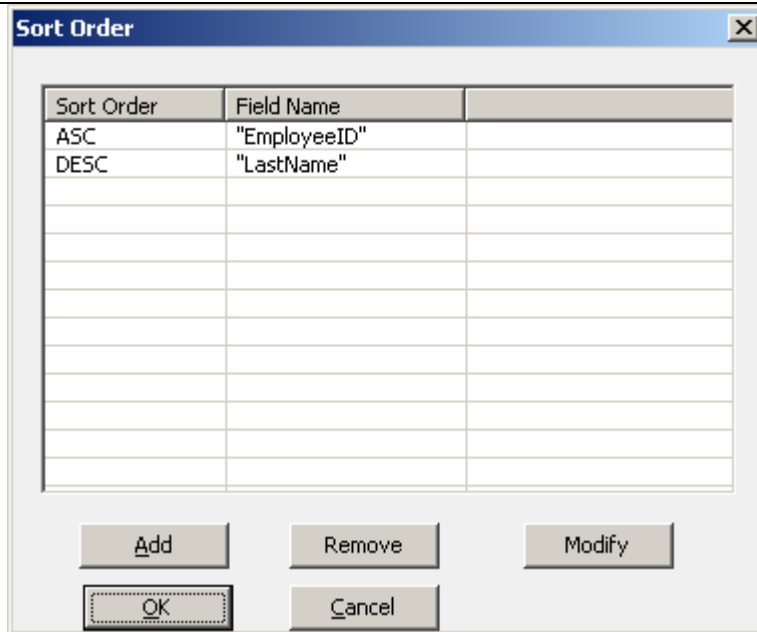 Sort Order
Sort Order Field Name
ASC "EmployeeID"
DESC "LastName"
Add Remove Modify
OK Cancel